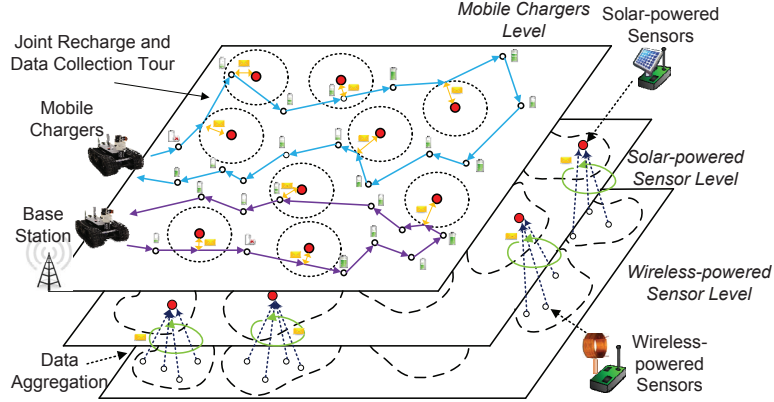 Mobile Chargers
Level
Solar-powered
Sensors
Joint Recharge and
Data Collection Tour
Mobile
Chargers
Solar-powered
Sensor Level
Base
Station
Wireless-powered
Sensor Level
Data
Aggregation
Wireless-
powered
Sensors